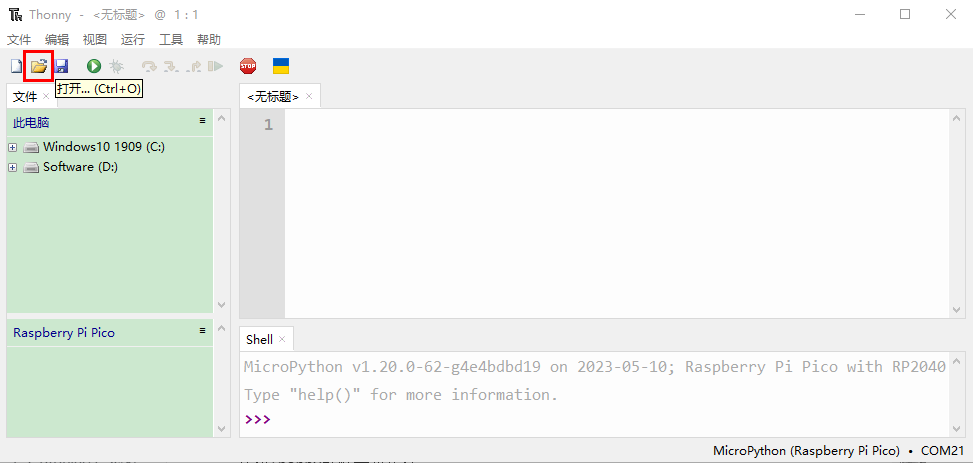 Thonny - <无标题> @ 1 : 1
文件 编辑 视图 运行 工具 帮助
STOP
打开... (Ctrl+O)
文件 ×
<无标题> ×
此电脑
1
Windows10 1909 (C:)
Software (D:)
Raspberry Pi Pico
Shell ×
MicroPython v1.20.0-62-g4e4bdbd19 on 2023-05-10; Raspberry Pi Pico with RP2040
Type "help()" for more information.
>>>
MicroPython (Raspberry Pi Pico) • COM21